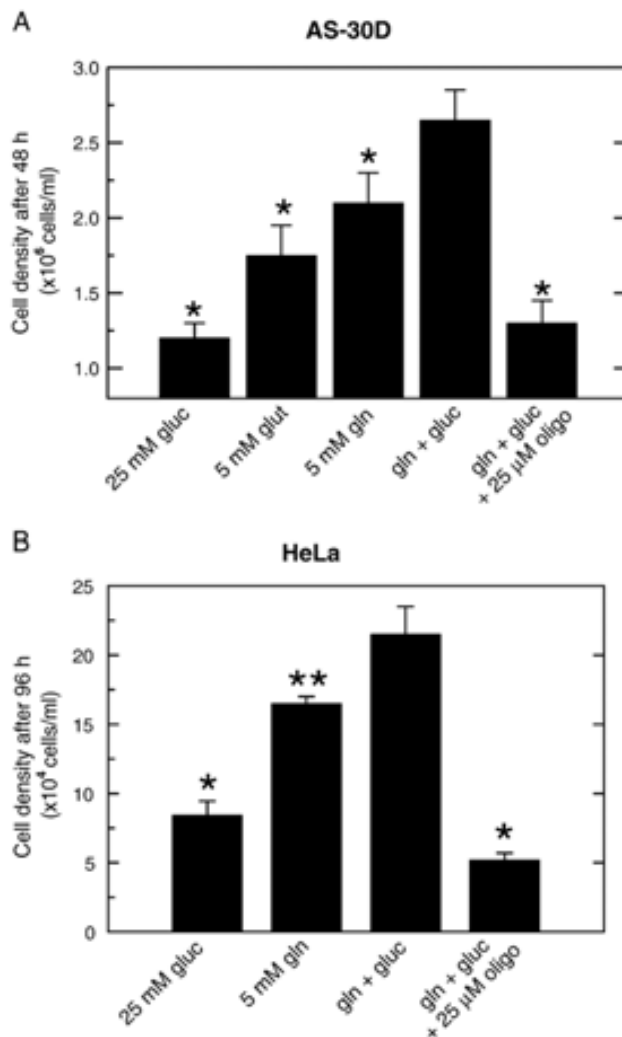 A
AS-30D
Cell density after 48 h
(x10⁶ cells/ml)
3.0
2.5
2.0
1.5
1.0
*
*
*
*
25 mM gluc
5 mM glut
5 mM gln
gln + gluc
gln + gluc
× 25 µM oligo
B
HeLa
Cell density after 96 h
(x10⁴ cells/ml)
25
20
15
10
5
0
*
**
*
25 mM gluc
5 mM gln
gln + gluc
gln + gluc
× 25 µM oligo